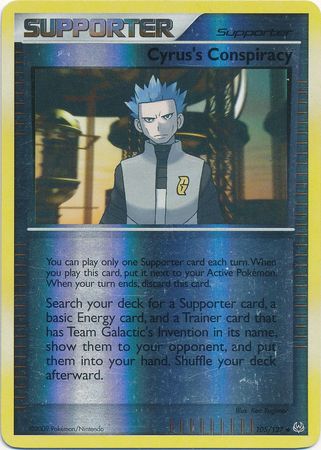 SUPPORTER
Supporter
Cyrus's Conspiracy
G
You can play only one Supporter card each turn. When
you play this card, put it next to your Active Pokémon.
When your turn ends, discard this card.
Search your deck for a Supporter card, a
basic Energy card, and a Trainer card that
has Team Galactic's Invention in its name,
show them to your opponent, and put
them into your hand. Shuffle your deck
afterward.
Illus. Ken Sugimori
©2009 Pokémon/Nintendo
105/127